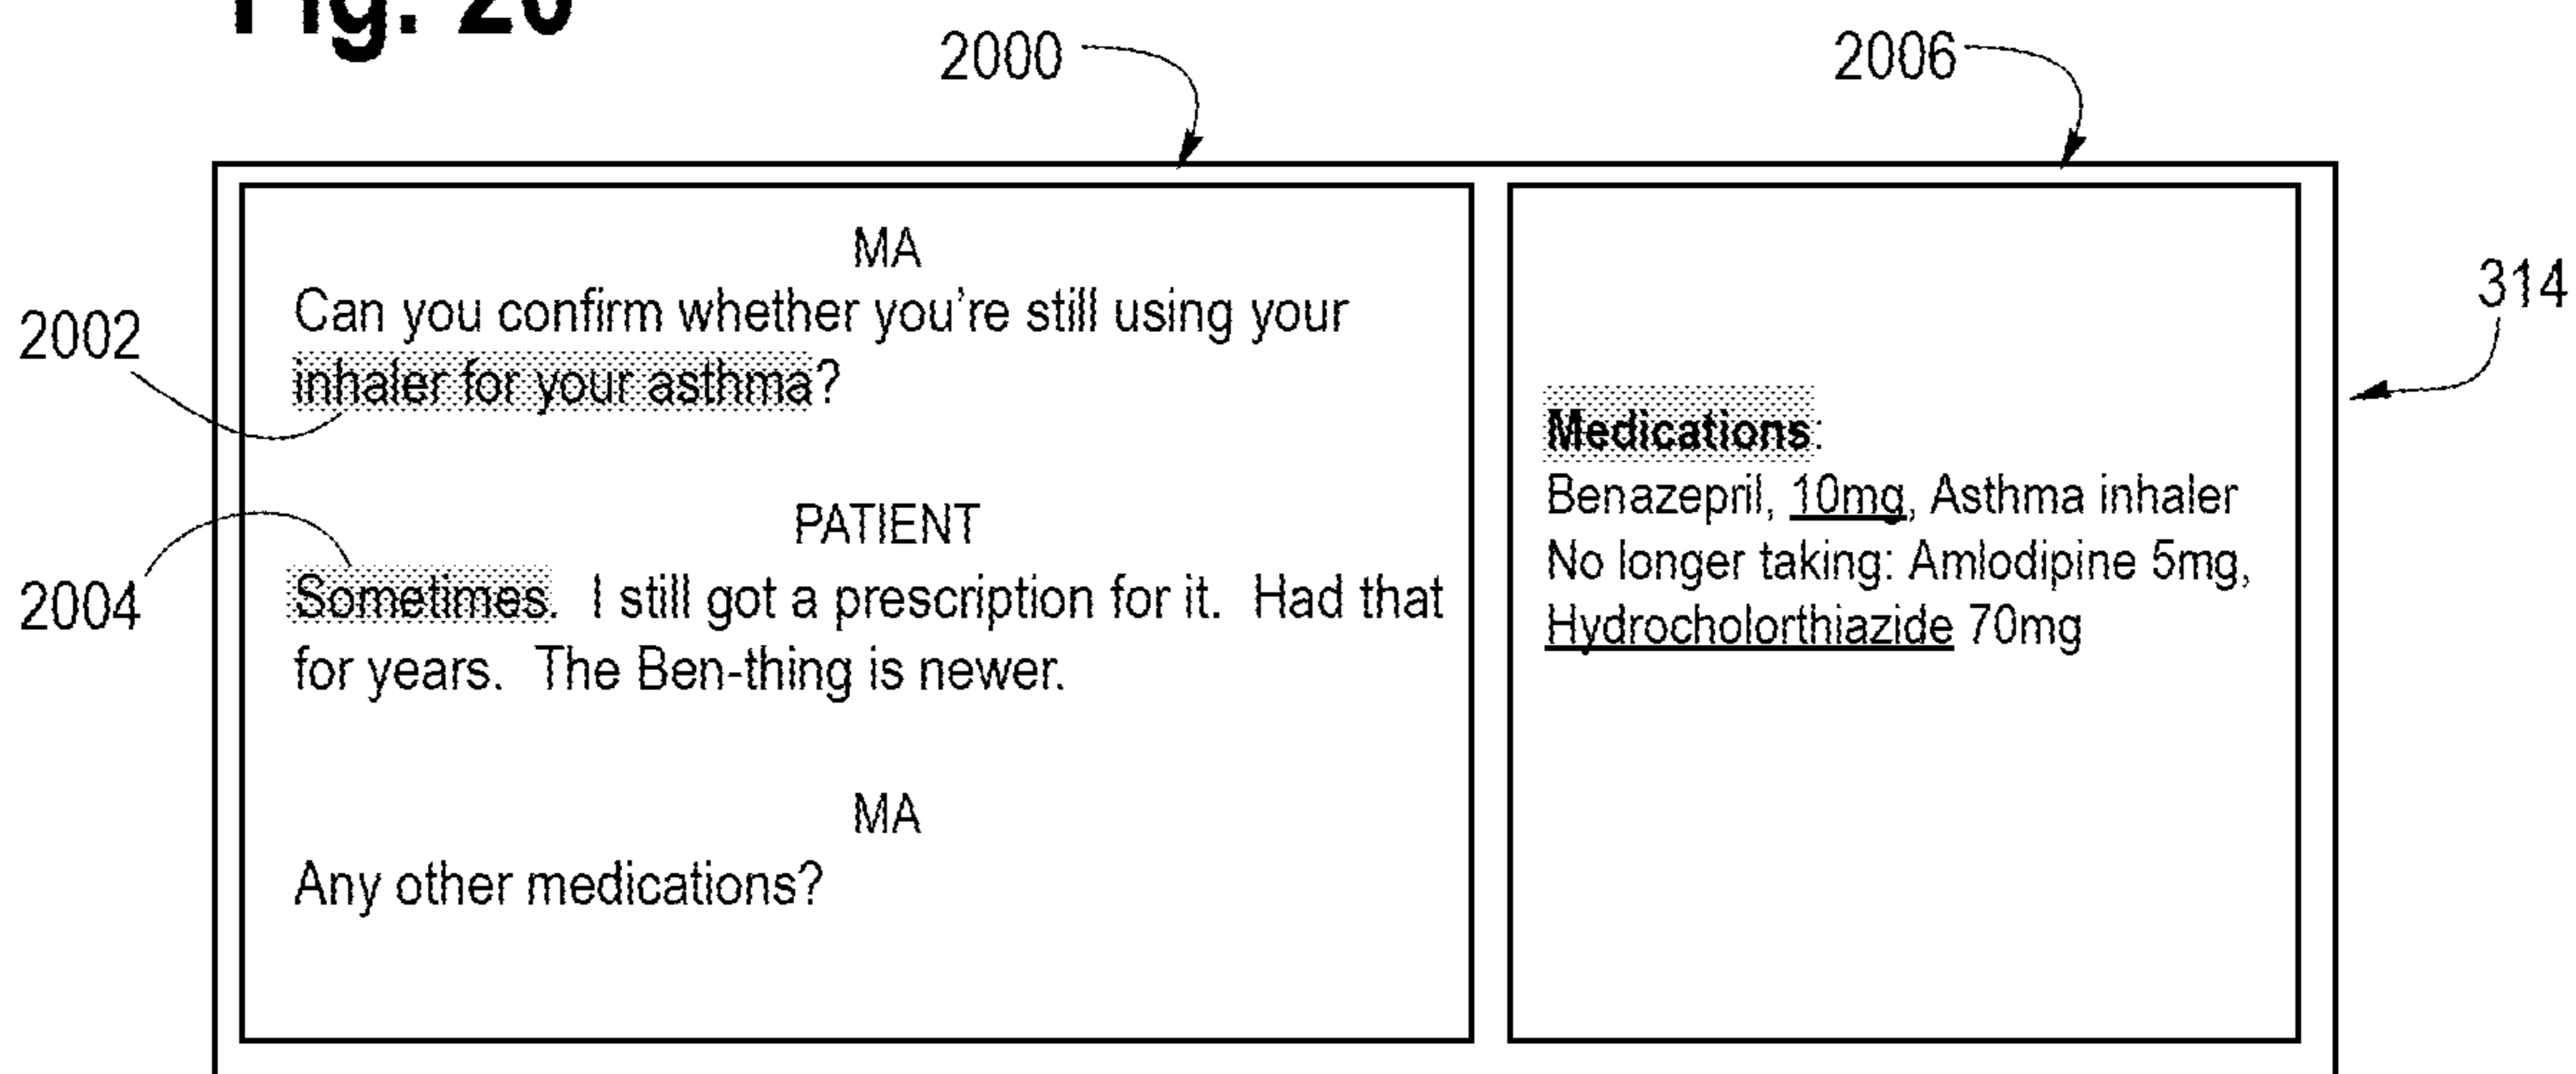 Fig. 20
2000
2006
314
2002
2004
MA
Can you confirm whether you're still using your
inhaler for your asthma?
PATIENT
Sometimes.  I still got a prescription for it.  Had that
for years.  The Ben-thing is newer.
MA
Any other medications?
Medications:
Benazepril, 10mg, Asthma inhaler
No longer taking: Amlodipine 5mg,
Hydrocholorthiazide 70mg